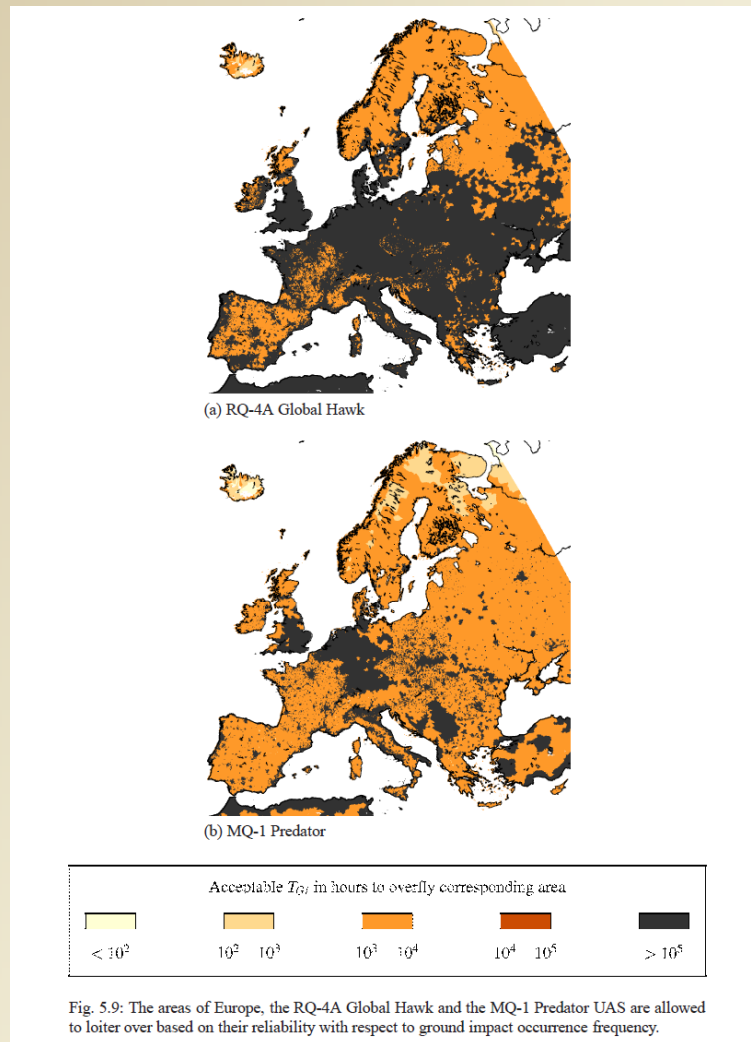 (a) RQ-4A Global Hawk
(b) MQ-1 Predator
Acceptable T_GI in hours to overfly corresponding area
< 10² 10² 10³ 10³ 10⁴ 10⁴ 10⁵ > 10⁵
Fig. 5.9: The areas of Europe, the RQ-4A Global Hawk and the MQ-1 Predator UAS are allowed
to loiter over based on their reliability with respect to ground impact occurrence frequency.